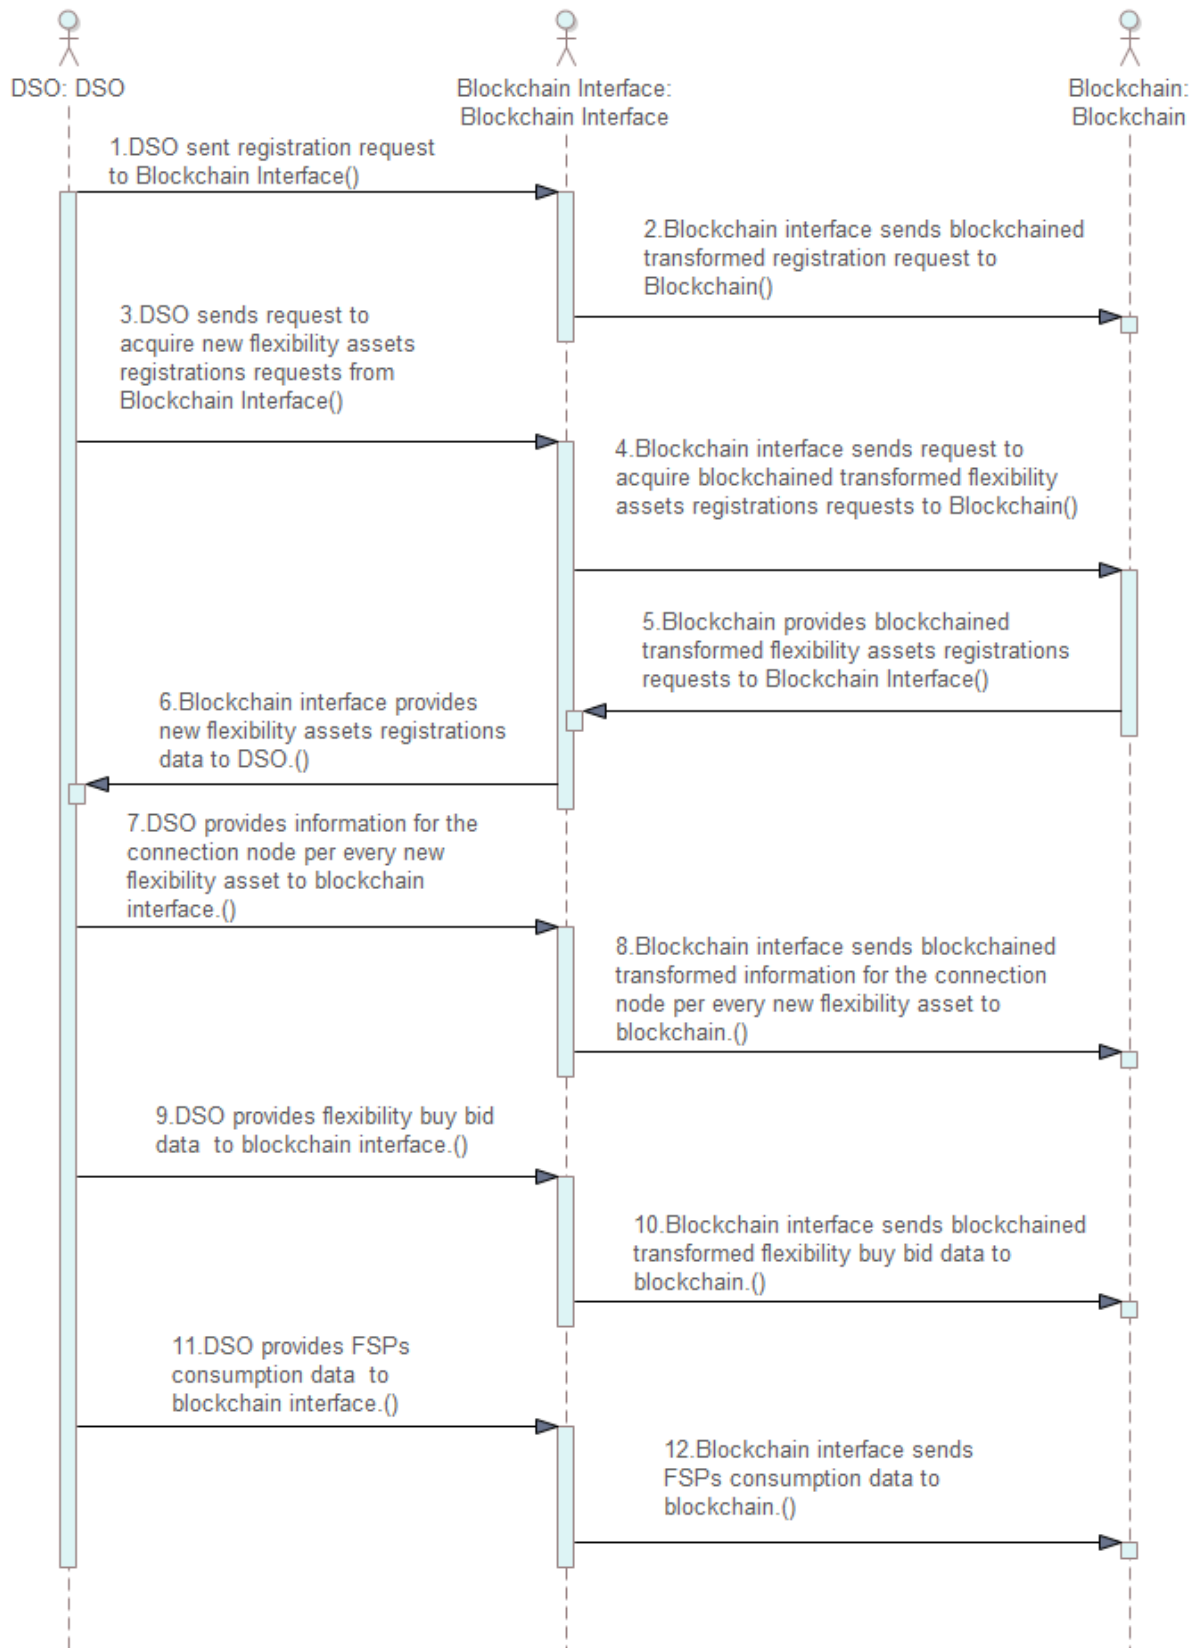 DSO: DSO
Blockchain Interface:
Blockchain Interface
Blockchain:
Blockchain
1.DSO sent registration request
to Blockchain Interface()
2.Blockchain interface sends blockchained
transformed registration request to
Blockchain()
3.DSO sends request to
acquire new flexibility assets
registrations requests from
Blockchain Interface()
4.Blockchain interface sends request to
acquire blockchained transformed flexibility
assets registrations requests to Blockchain()
5.Blockchain provides blockchained
transformed flexibility assets registrations
requests to Blockchain Interface()
6.Blockchain interface provides
new flexibility assets registrations
data to DSO.()
7.DSO provides information for the
connection node per every new
flexibility asset to blockchain
interface.()
8.Blockchain interface sends blockchained
transformed information for the connection
node per every new flexibility asset to
blockchain.()
9.DSO provides flexibility buy bid
data  to blockchain interface.()
10.Blockchain interface sends blockchained
transformed flexibility buy bid data to
blockchain.()
11.DSO provides FSPs
consumption data  to
blockchain interface.()
12.Blockchain interface sends
FSPs consumption data to
blockchain.()